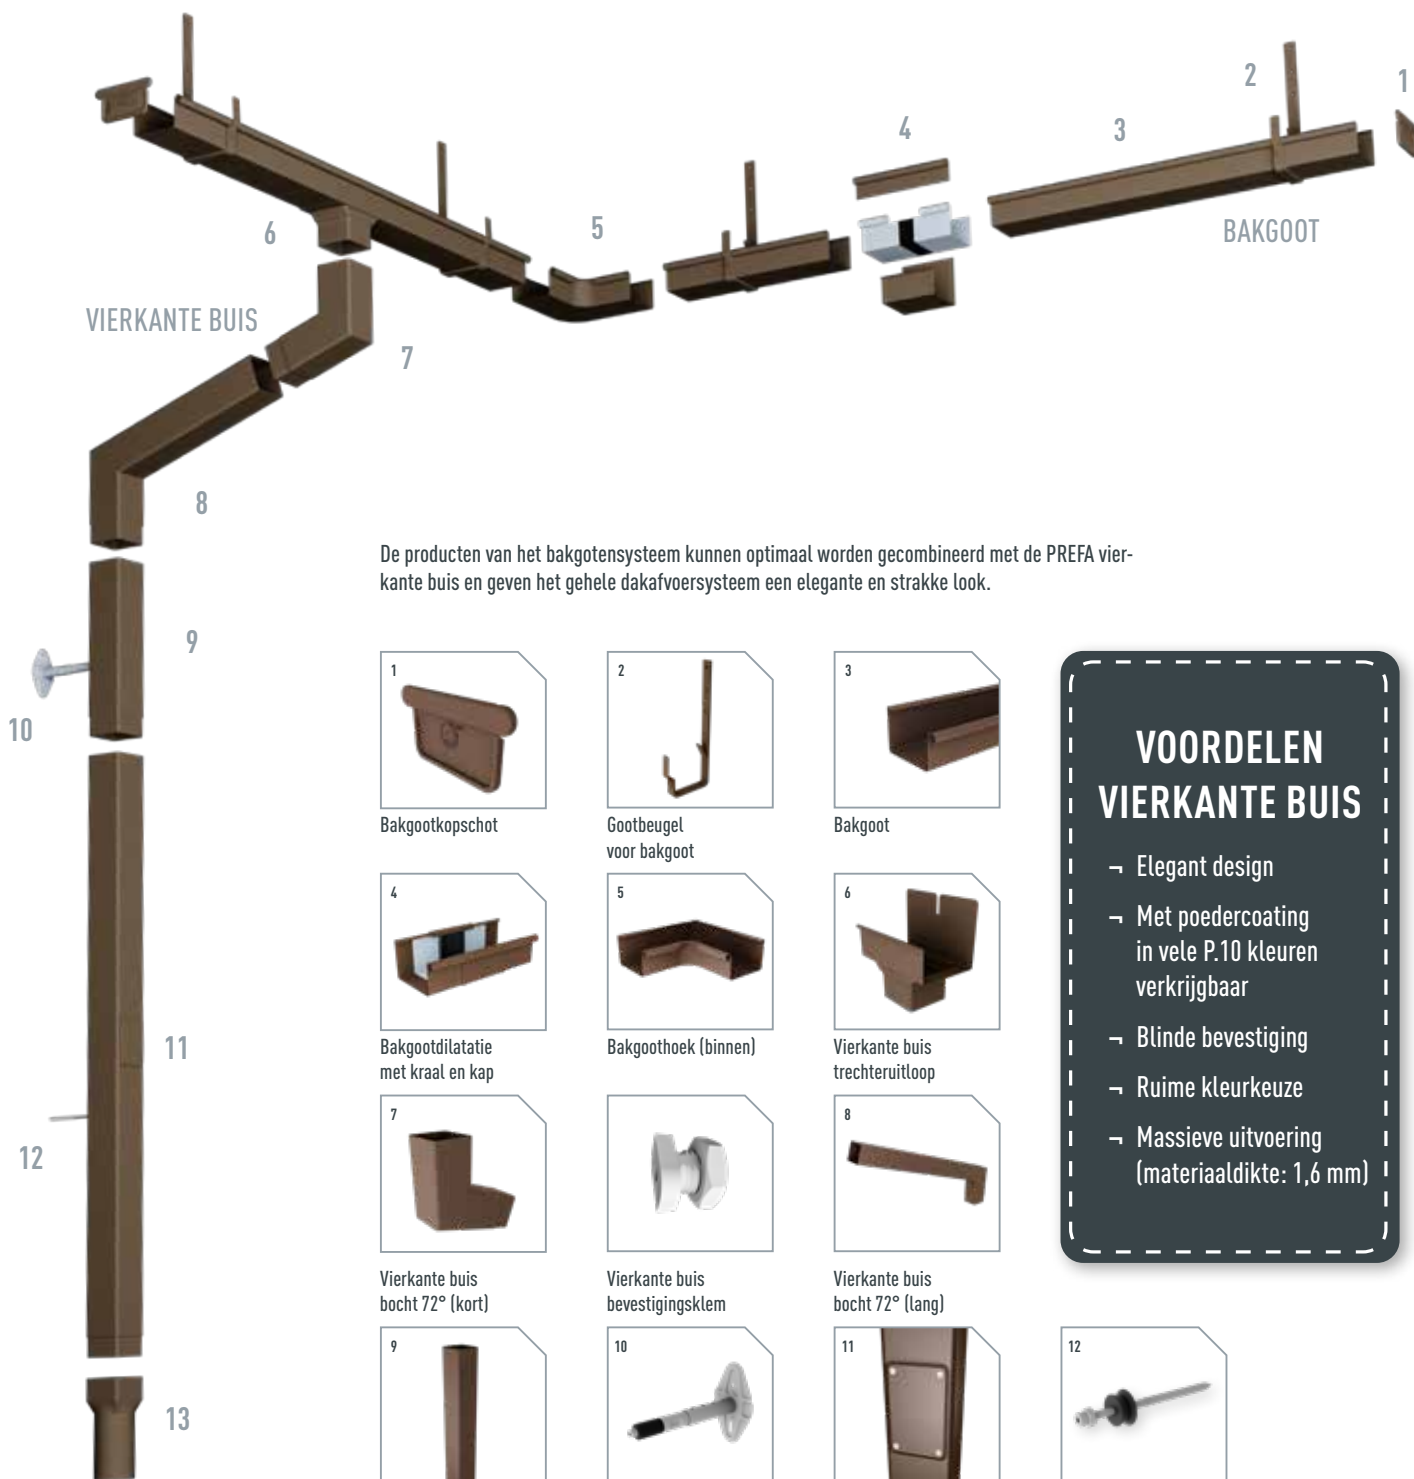 2
1
4
3
6
5
BAKGOOT
VIERKANTE BUIS
7
8
De producten van het bakgotensysteem kunnen optimaal worden gecombineerd met de PREFA vier-
kante buis en geven het gehele dakafvoersysteem een elegante en strakke look.
9
10
11
12
13
1
Bakgootkopschot
2
Gootbeugel
voor bakgoot
3
Bakgoot
4
Bakgootdilatatie
met kraal en kap
5
Bakgoothoek (binnen)
6
Vierkante buis
trechteruitloop
7
Vierkante buis
bocht 72° (kort)
Vierkante buis
bevestigingsklem
8
Vierkante buis
bocht 72° (lang)
9
10
11
12
VOORDELEN
VIERKANTE BUIS
¬ Elegant design
¬ Met poedercoating
in vele P.10 kleuren
verkrijgbaar
¬ Blinde bevestiging
¬ Ruime kleurkeuze
¬ Massieve uitvoering
(materiaaldikte: 1,6 mm)